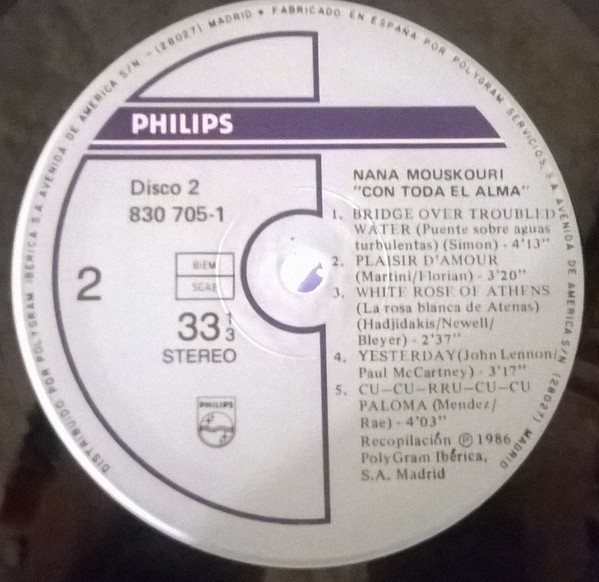 DISTRIBUIDO POR POLYGRAM IBERICA S.A. AVENIDA DE AMERICA S/N - (28027) MADRID • FABRICADO EN ESPAÑA POR POLYGRAM SERVICIOS, S.A. AVENIDA DE AMERICA S/N (28027) MADRID
PHILIPS
Disco 2
830 705-1
BIEM
SGAE
2
33 1/3
STEREO
PHILIPS
NANA MOUSKOURI
"CON TODA EL ALMA"
1. BRIDGE OVER TROUBLED
WATER (Puente sobre aguas
turbulentas) (Simon) - 4'13"
2. PLAISIR D'AMOUR
(Martini/Florian) - 3'20"
3. WHITE ROSE OF ATHENS
(La rosa blanca de Atenas)
(Hadjidakis/Newell/
Bleyer) - 2'37"
4. YESTERDAY(John Lennon/
Paul McCartney) - 3'17"
5. CU-CU-RRU-CU-CU
PALOMA (Mendez/
Rae) - 4'03"
Recopilación Ⓟ 1986
PolyGram Ibérica,
S.A. Madrid